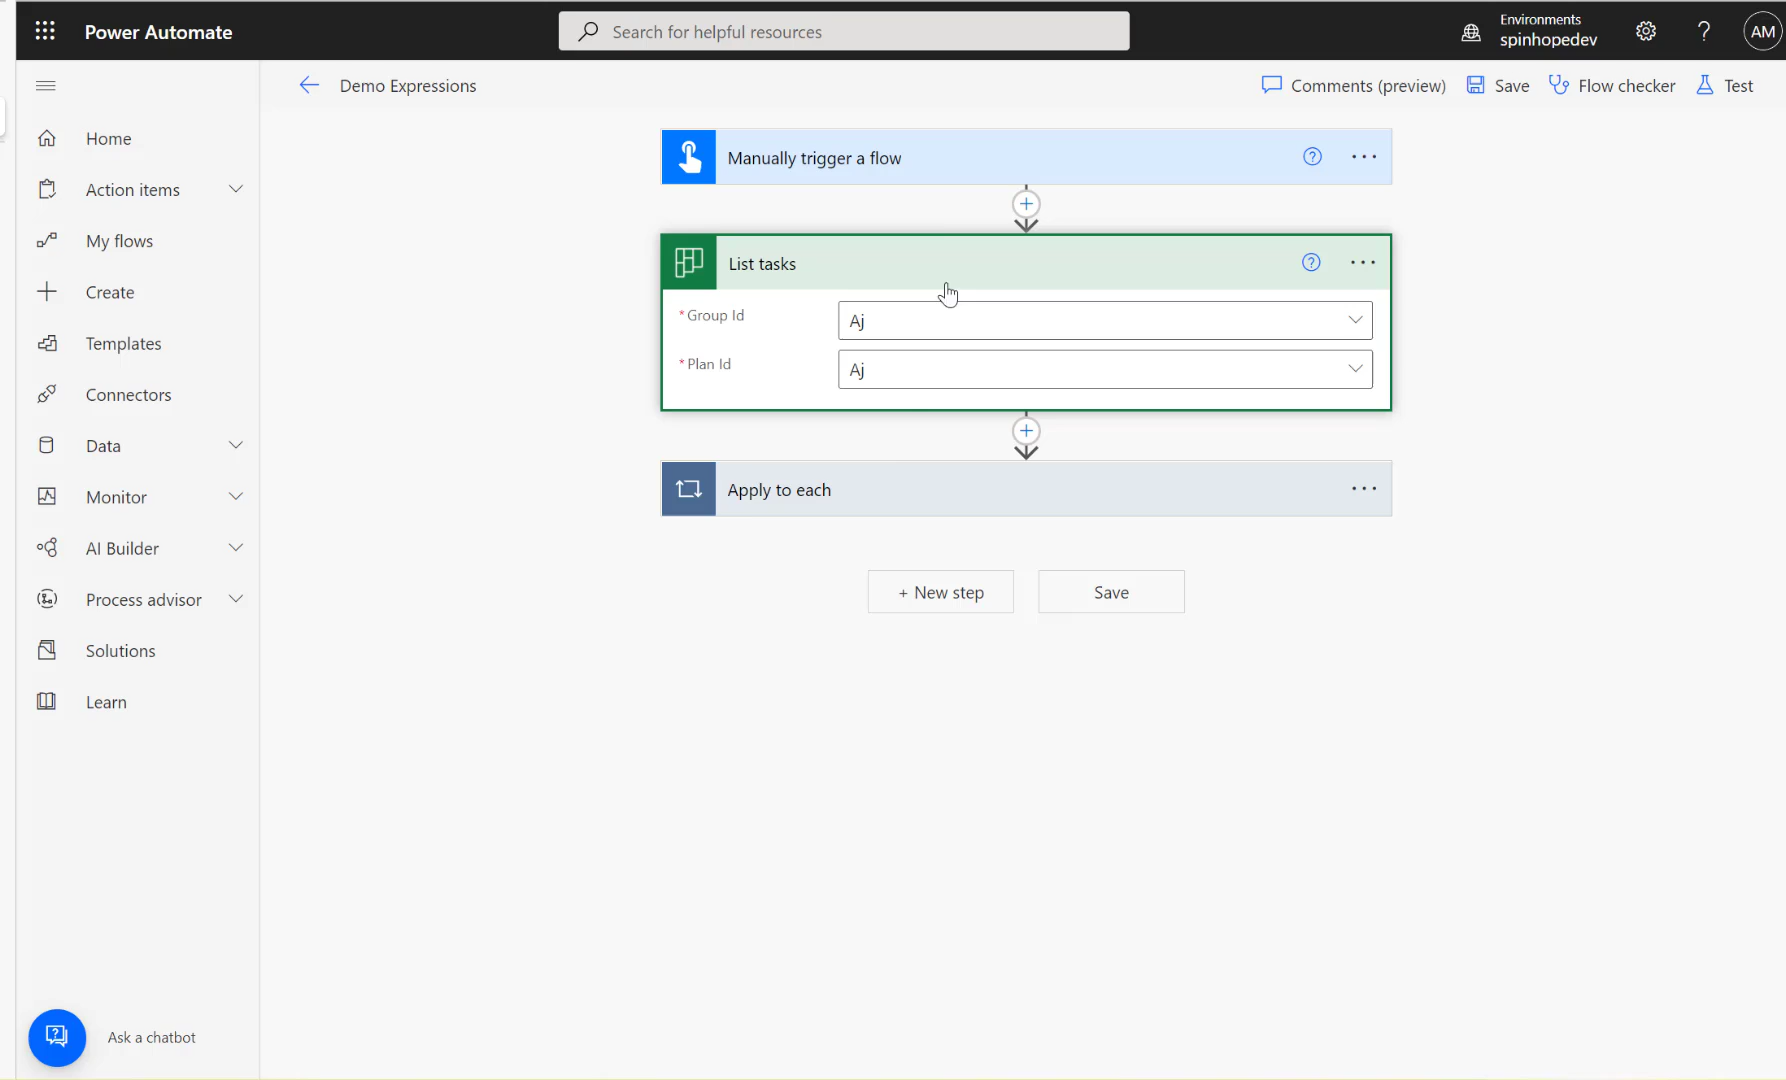 Power Automate
Search for helpful resources
Environments
spinhopedev
?
AM
Demo Expressions
Comments (preview)
Save
Flow checker
Test
Home
Action items
My flows
Create
Templates
Connectors
Data
Monitor
AI Builder
Process advisor
Solutions
Learn
Ask a chatbot
Manually trigger a flow
?
...
+
List tasks
?
...
* Group Id
Aj
* Plan Id
Aj
+
Apply to each
...
+ New step
Save